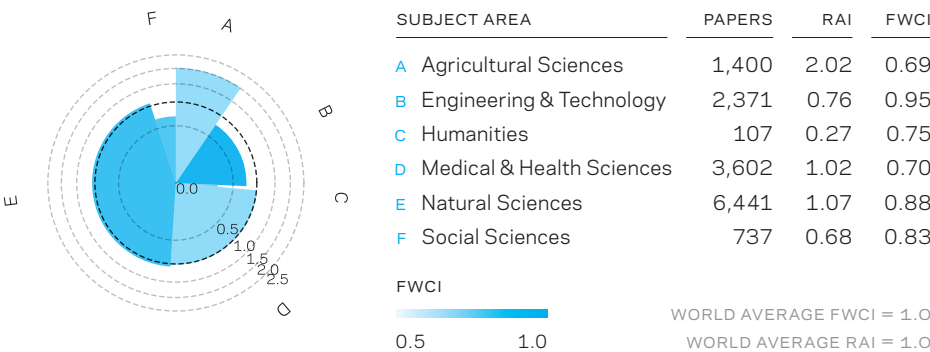 F
A
B
C
D
E
0.0
0.5
1.0
1.5
2.0
2.5
SUBJECT AREA PAPERS RAI FWCI
A Agricultural Sciences 1,400 2.02 0.69
B Engineering & Technology 2,371 0.76 0.95
C Humanities 107 0.27 0.75
D Medical & Health Sciences 3,602 1.02 0.70
E Natural Sciences 6,441 1.07 0.88
F Social Sciences 737 0.68 0.83
FWCI
0.5 1.0
WORLD AVERAGE FWCI = 1.0
WORLD AVERAGE RAI = 1.0